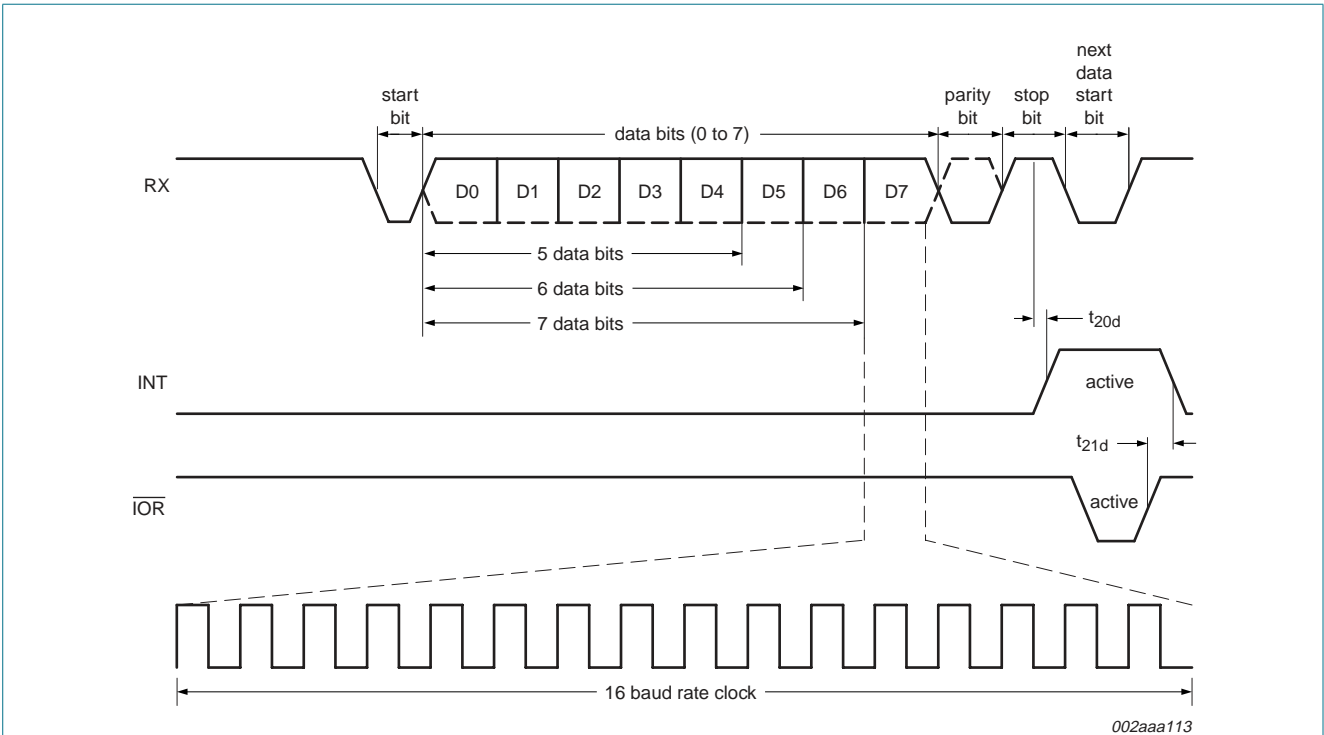 next
data
start
bit
start
bit
parity
bit
stop
bit
data bits (0 to 7)
RX
D0 D1 D2 D3 D4 D5 D6 D7
5 data bits
6 data bits
7 data bits
t20d
INT
active
t21d
IOR
active
16 baud rate clock
002aaa113